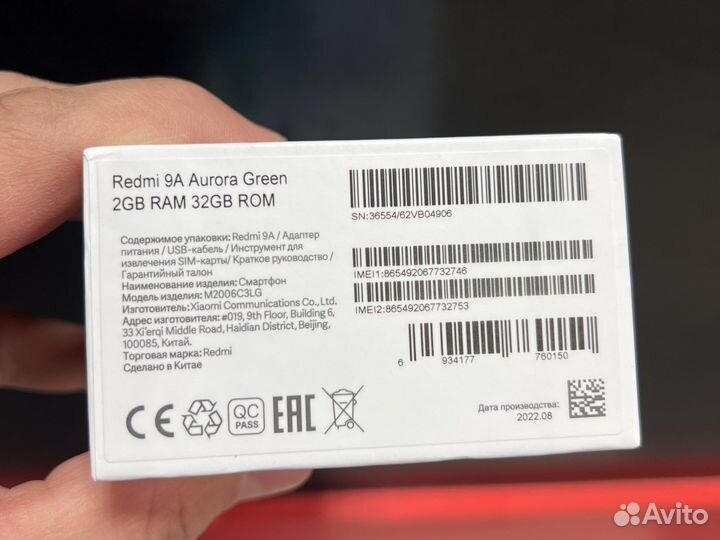 Redmi 9A Aurora Green
2GB RAM 32GB ROM
Содержимое упаковки: Redmi 9A / Адаптер
питания / USB-кабель / Инструмент для
извлечения SIM-карты/ Краткое руководство /
Гарантийный талон
Наименование изделия: Смартфон
Модель изделия: M2006C3LG
Изготовитель:Xiaomi Communications Co., Ltd.
Адрес изготовителя: #019, 9th Floor, Building 6,
33 Xi'erqi Middle Road, Haidian District, Beijing,
100085, Китай.
Торговая марка: Redmi
Сделано в Китае
CE
QC
PASS
EAC
SN:36554/62VB04906
IMEI1:865492067732746
IMEI2:865492067732753
6 934177 760150
Дата производства:
2022.08
Avito